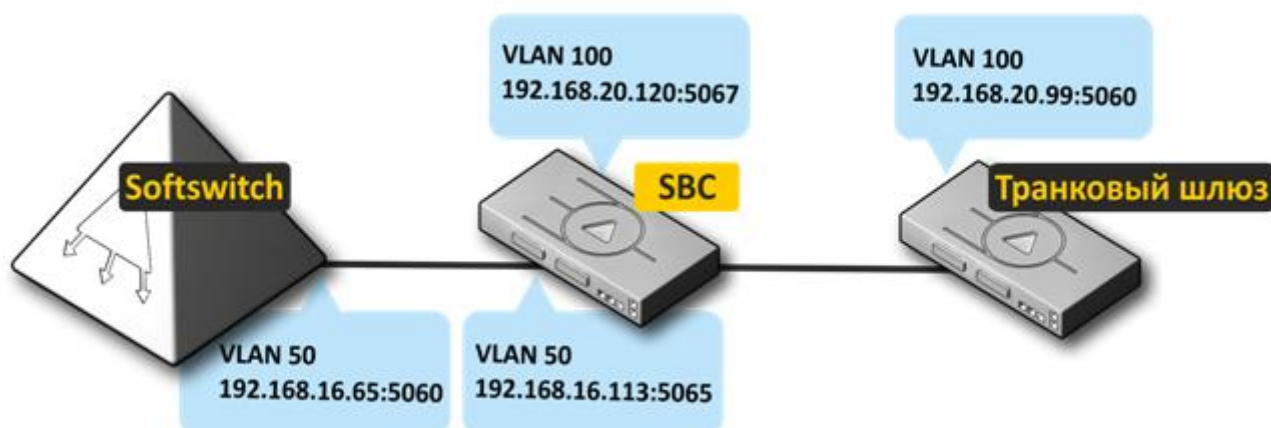 VLAN 100
192.168.20.120:5067
VLAN 100
192.168.20.99:5060
Softswitch
SBC
Транковый шлюз
VLAN 50
192.168.16.65:5060
VLAN 50
192.168.16.113:5065